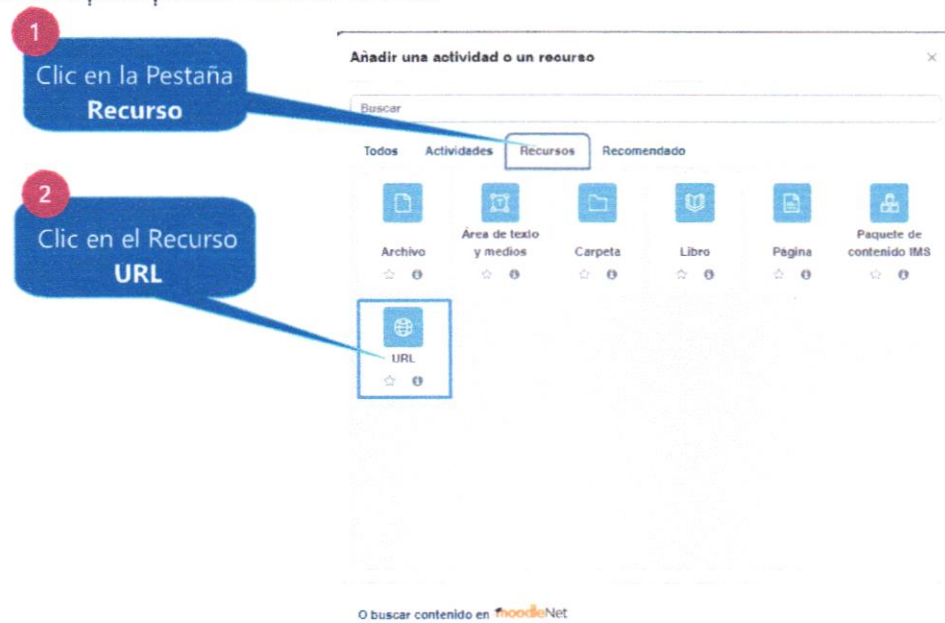 1
Clic en la Pestaña
Recurso
Añadir una actividad o un recurso
Buscar
Todos Actividades Recursos Recomendado
2
Clic en el Recurso
URL
Archivo
Área de texto
y medios
Carpeta
Libro
Página
Paquete de
contenido IMS
URL
O buscar contenido en moodleNet